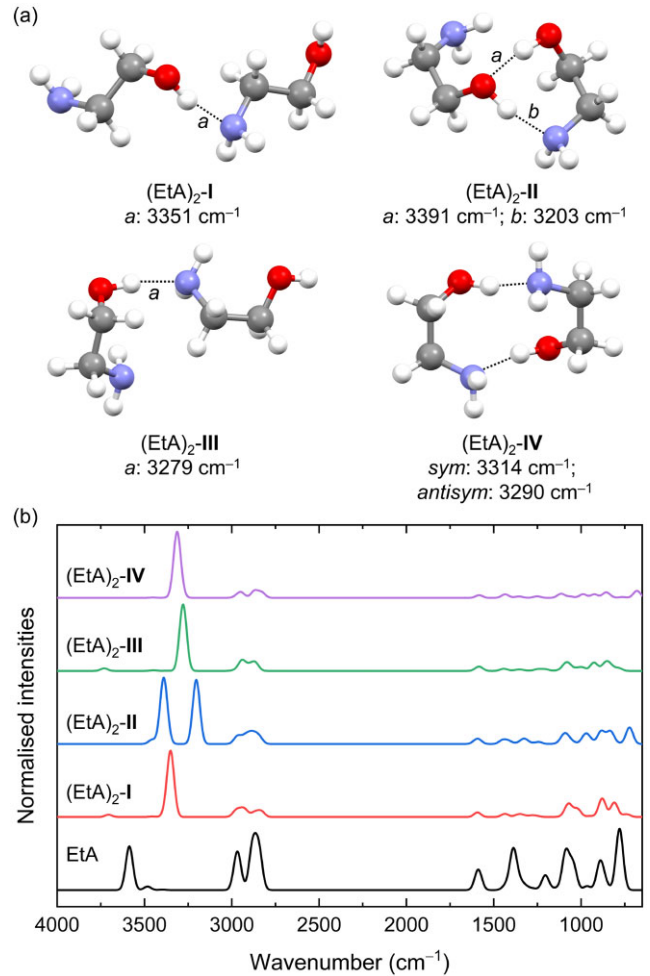 (a)
a
a
b
(EtA)₂-I
a: 3351 cm⁻¹
(EtA)₂-II
a: 3391 cm⁻¹; b: 3203 cm⁻¹
a
(EtA)₂-III
a: 3279 cm⁻¹
(EtA)₂-IV
sym: 3314 cm⁻¹;
antisym: 3290 cm⁻¹
(b)
Normalised intensities
(EtA)₂-IV
(EtA)₂-III
(EtA)₂-II
(EtA)₂-I
EtA
4000 3500 3000 2500 2000 1500 1000
Wavenumber (cm⁻¹)